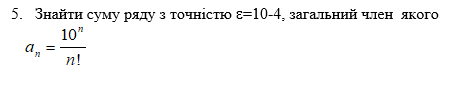 5. Знайти суму ряду з точністю ε=10-4, загальний член якого
aₙ = 10ⁿ / n!